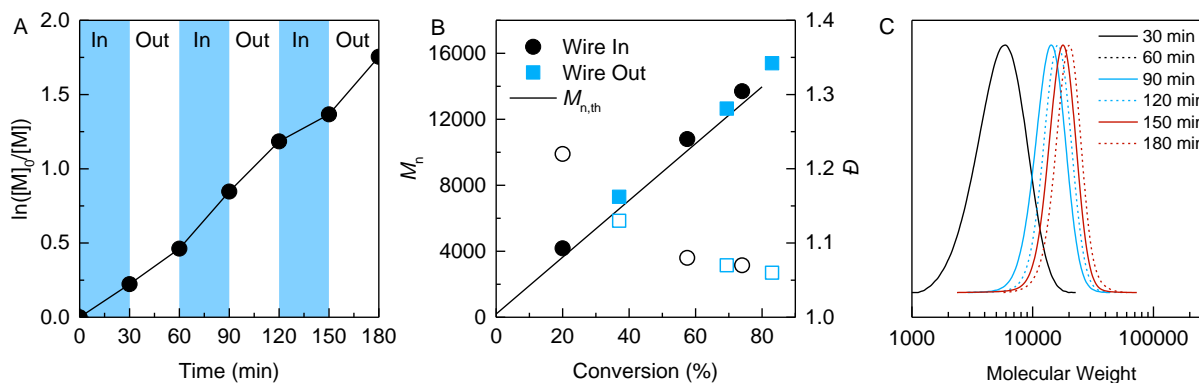 A
In Out In Out In Out
2.0
1.5
1.0
0.5
0.0
ln([M]0/[M])
0 30 60 90 120 150 180
Time (min)
B
Wire In
Wire Out
Mn,th
16000
12000
8000
4000
0
Mn
1.4
1.3
1.2
1.1
1.0
Đ
0 20 40 60 80
Conversion (%)
C
30 min
60 min
90 min
120 min
150 min
180 min
1000 10000 100000
Molecular Weight